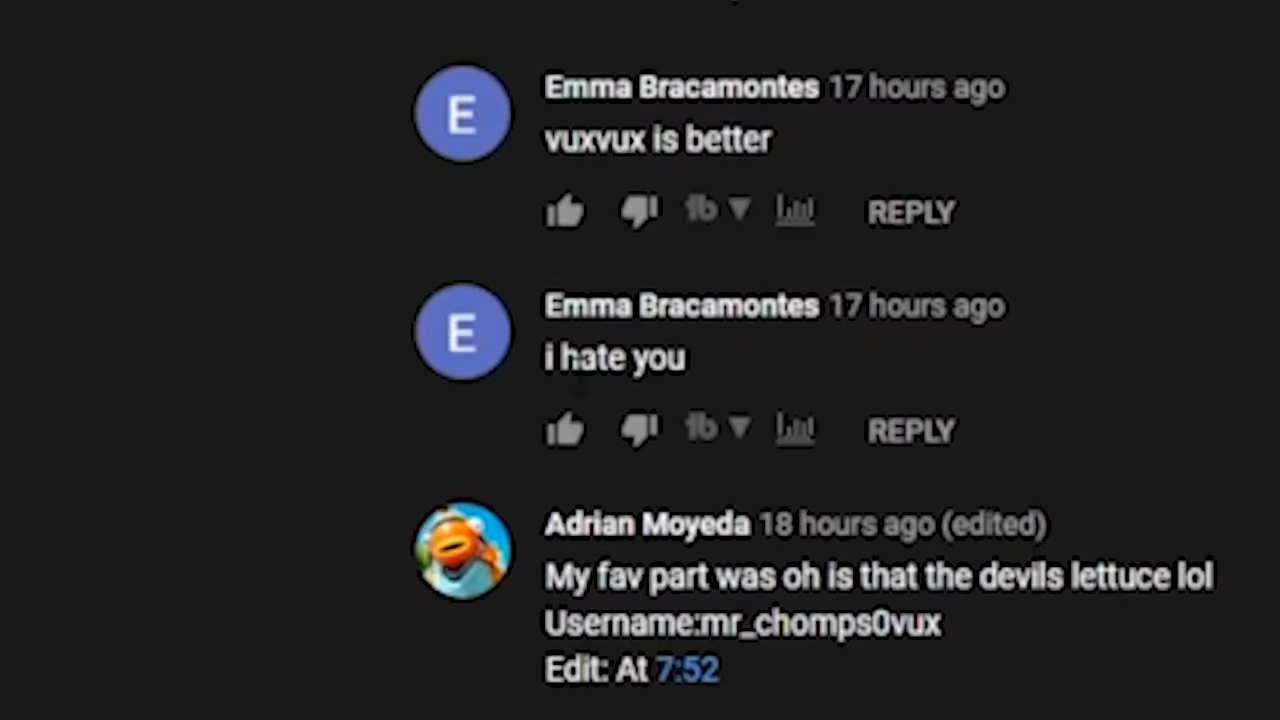 E
Emma Bracamontes 17 hours ago
vuxvux is better
REPLY
E
Emma Bracamontes 17 hours ago
i hate you
REPLY
Adrian Moyeda 18 hours ago (edited)
My fav part was oh is that the devils lettuce lol
Username:mr_chomps0vux
Edit: At 7:52